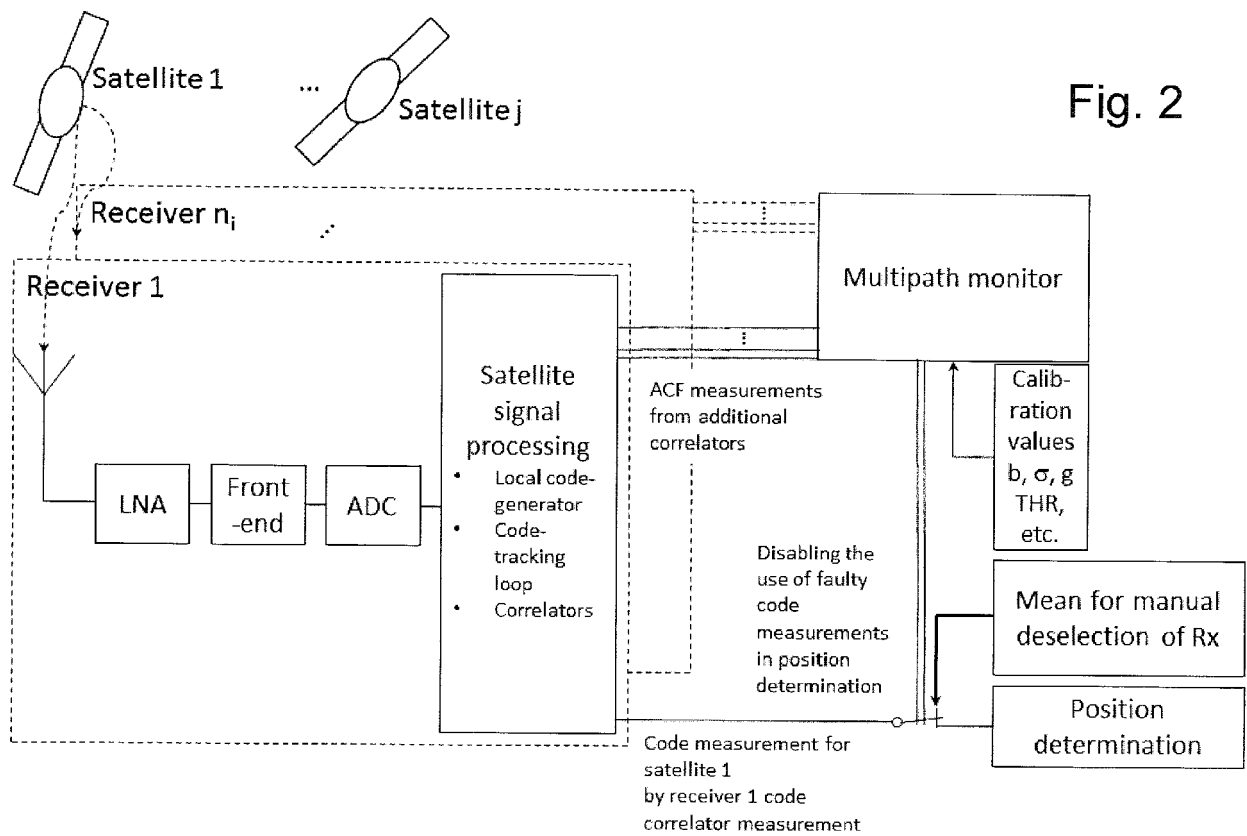 Satellite 1
...
Satellite j
Fig. 2
Receiver ni
...
...
Multipath monitor
Receiver 1
...
Satellite
signal
processing
• Local code-
generator
• Code-
tracking
loop
• Correlators
ACF measurements
from additional
correlators
Calib-
ration
values
b, σ, g
THR,
etc.
LNA
Front
-end
ADC
Disabling the
use of faulty
code
measurements
in position
determination
Mean for manual
deselection of Rx
Position
determination
Code measurement for
satellite 1
by receiver 1 code
correlator measurement